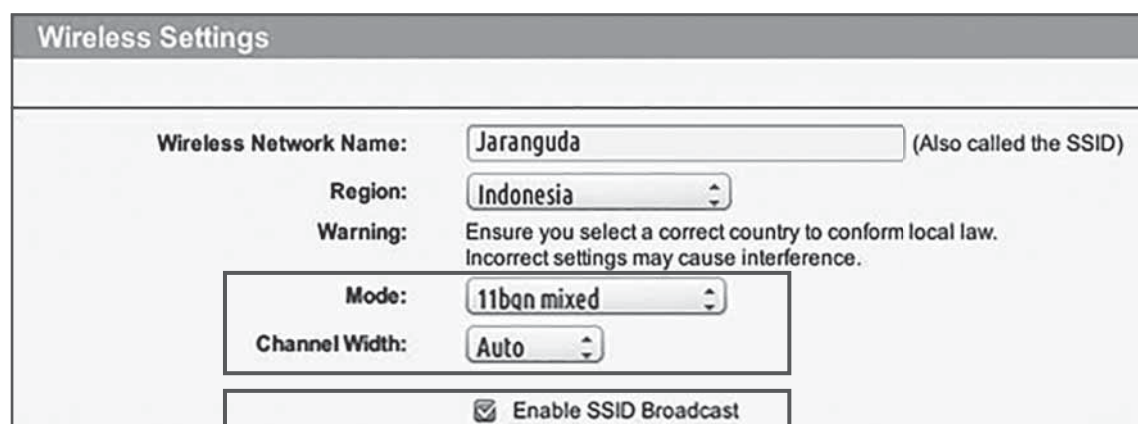 Wireless Settings
Wireless Network Name: Jaranguda (Also called the SSID)
Region: Indonesia
Warning: Ensure you select a correct country to conform local law.
Incorrect settings may cause interference.
Mode: 11bgn mixed
Channel Width: Auto
Enable SSID Broadcast